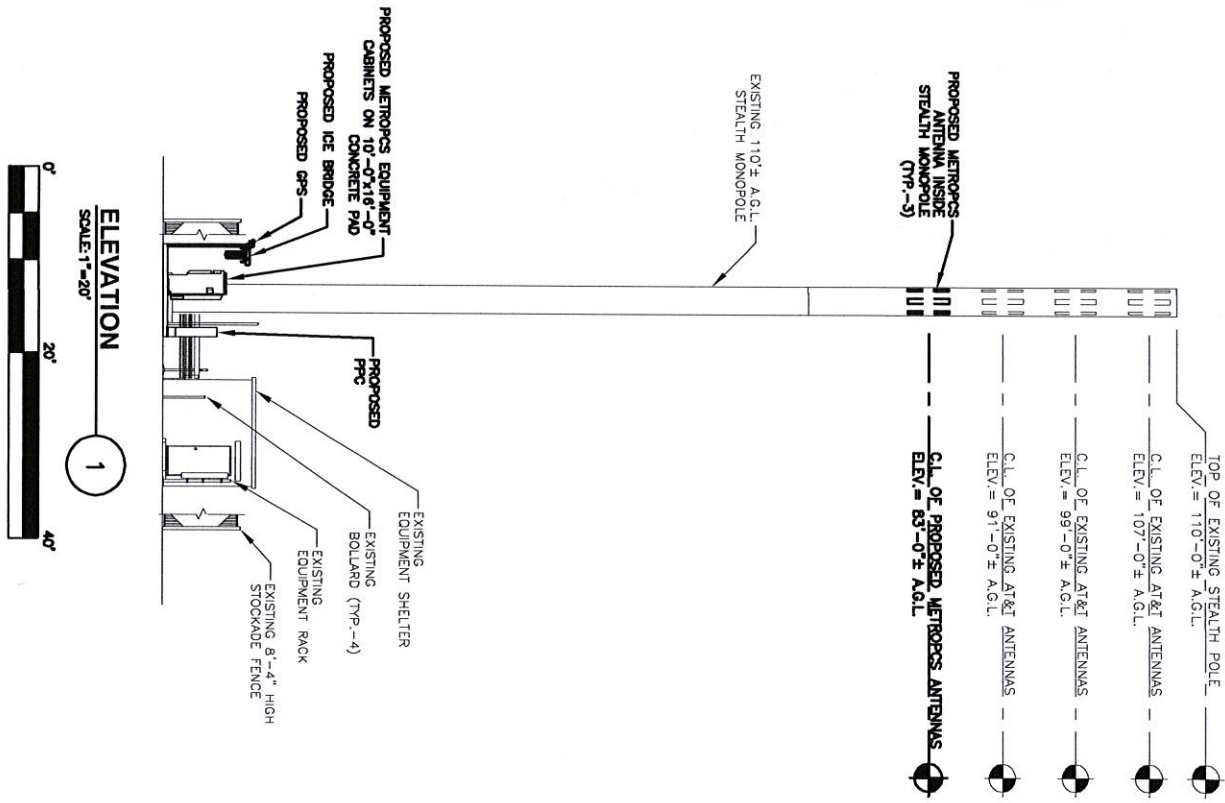 TOP OF EXISTING STEALTH POLE
ELEV.= 110'-0"± A.G.L.
C.L. OF EXISTING AT&T ANTENNAS
ELEV.= 107'-0"± A.G.L.
C.L. OF EXISTING AT&T ANTENNAS
ELEV.= 99'-0"± A.G.L.
C.L. OF EXISTING AT&T ANTENNAS
ELEV.= 91'-0"± A.G.L.
C.L. OF PROPOSED METROPCS ANTENNAS
ELEV.= 83'-0"± A.G.L.
PROPOSED METROPCS
ANTENNA INSIDE
STEALTH MONOPOLE
(TYP.-3)
EXISTING 110'± A.G.L.
STEALTH MONOPOLE
PROPOSED METROPCS EQUIPMENT
CABINETS ON 10'-0"x16'-0"
CONCRETE PAD
PROPOSED ICE BRIDGE
PROPOSED GPS
PROPOSED
PPC
EXISTING
EQUIPMENT SHELTER
EXISTING
BOLLARD (TYP.-4)
EXISTING
EQUIPMENT RACK
EXISTING 8'-4" HIGH
STOCKADE FENCE
ELEVATION
SCALE:1"=20'
1
0'
20'
40'